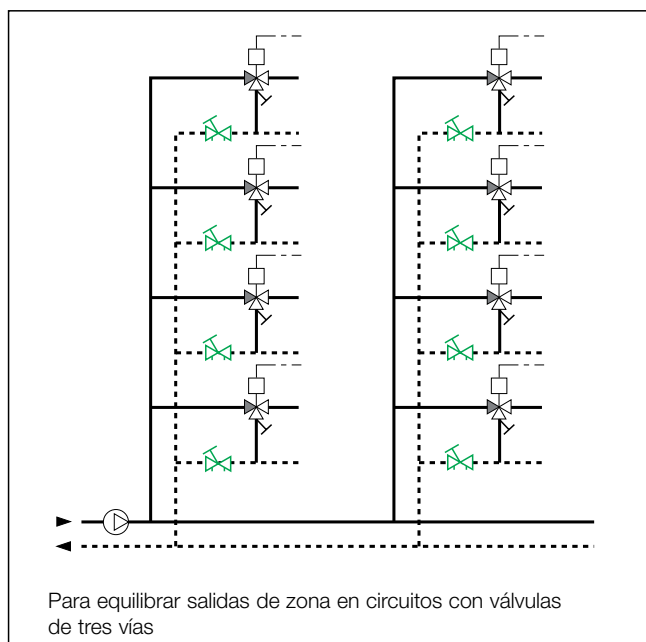 Para equilibrar salidas de zona en circuitos con válvulas
de tres vías